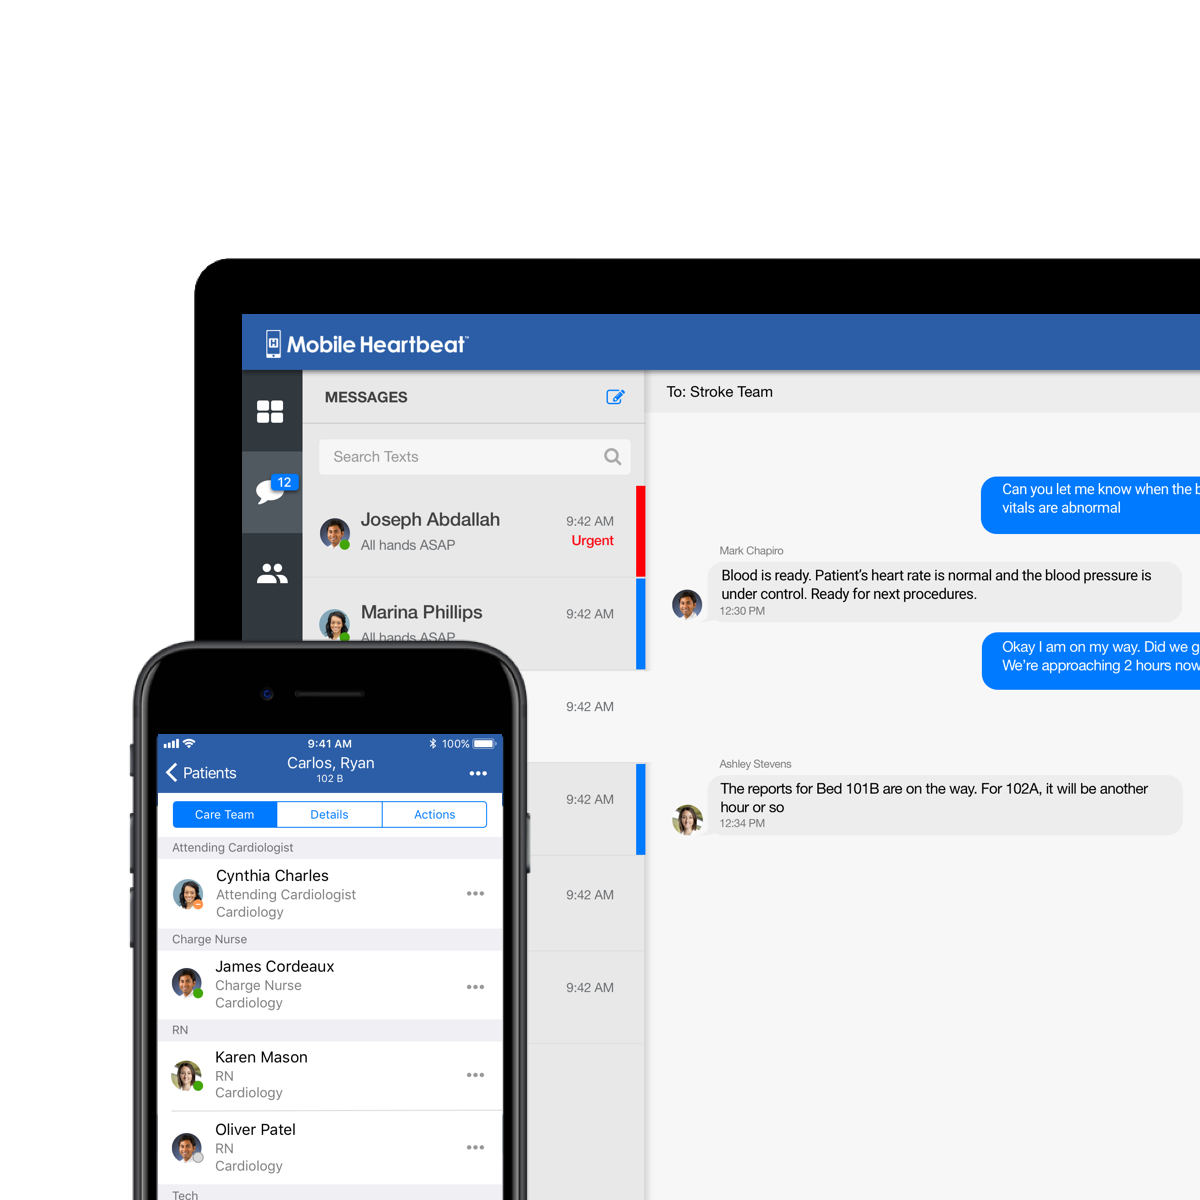 Mobile Heartbeat™
MESSAGES
Search Texts
12
Joseph Abdallah
9:42 AM
All hands ASAP
Urgent
Marina Phillips
9:42 AM
All hands ASAP
9:42 AM
9:42 AM
9:42 AM
9:42 AM
To: Stroke Team
Can you let me know when the
vitals are abnormal
Mark Chapiro
Blood is ready. Patient's heart rate is normal and the blood pressure is
under control. Ready for next procedures.
12:30 PM
Okay I am on my way. Did we
We're approaching 2 hours now
Ashley Stevens
The reports for Bed 101B are on the way. For 102A, it will be another
hour or so
12:34 PM
9:41 AM
100%
Patients
Carlos, Ryan
102 B
Care Team
Details
Actions
Attending Cardiologist
Cynthia Charles
Attending Cardiologist
Cardiology
Charge Nurse
James Cordeaux
Charge Nurse
Cardiology
RN
Karen Mason
RN
Cardiology
Oliver Patel
RN
Cardiology
Tech